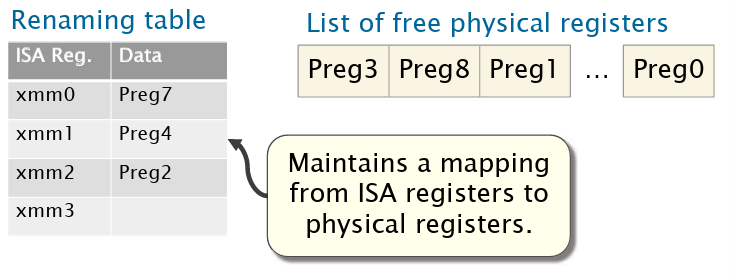 Renaming table
ISA Reg. Data
xmm0 Preg7
xmm1 Preg4
xmm2 Preg2
xmm3
List of free physical registers
Preg3 Preg8 Preg1 … Preg0
Maintains a mapping
from ISA registers to
physical registers.